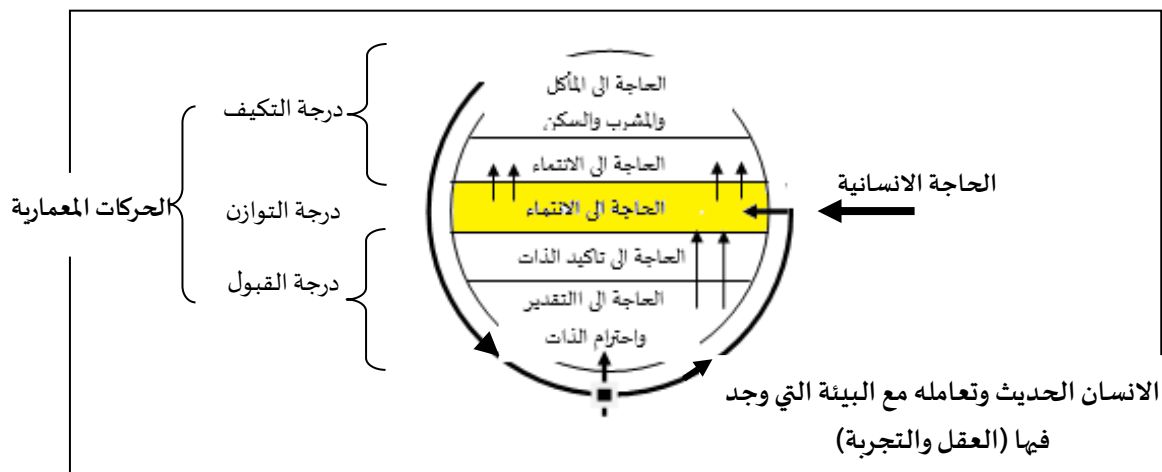 الحاجة الى المأكل
والمشرب والسكن
درجة التكيف
الحاجة الى الانتماء
الحاجة الانسانية
الحاجة الى الانتماء
درجة التوازن
الحركات المعمارية
الحاجة الى تاكيد الذات
درجة القبول
الحاجة الى االتقدير
واحترام الذات
الانسان الحديث وتعامله مع البيئة التي وجد
فيها (العقل والتجربة)